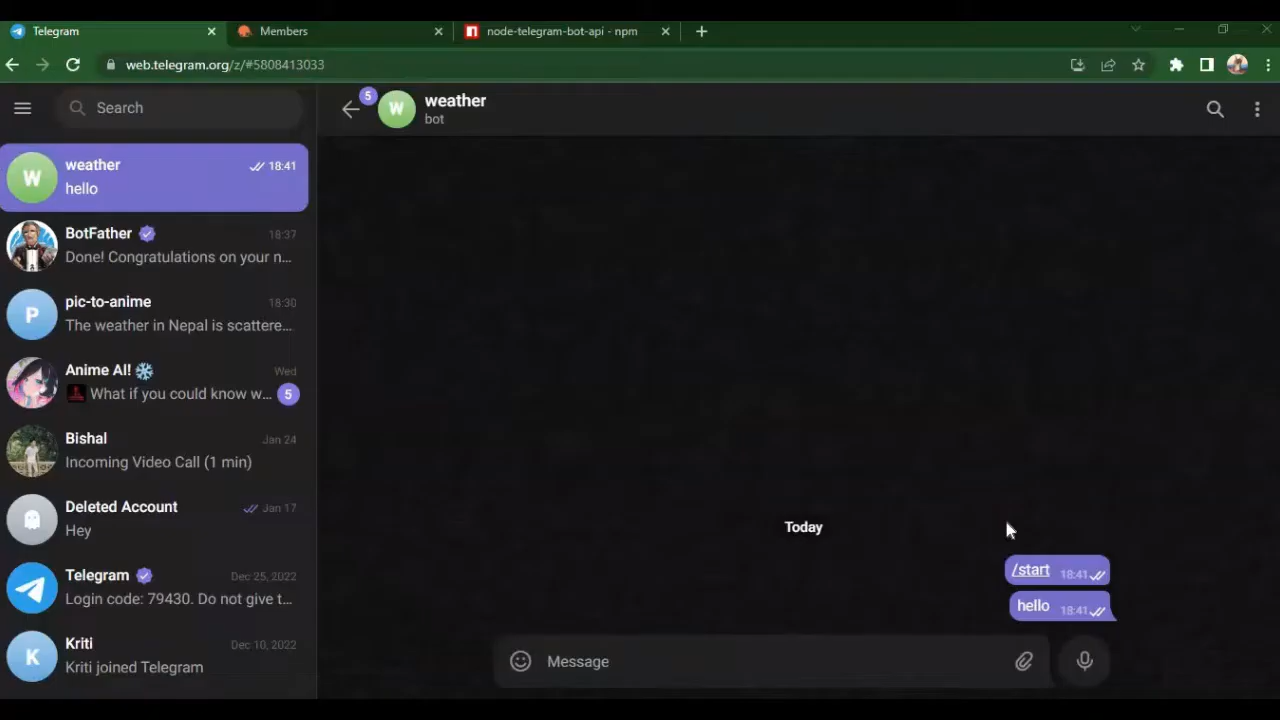 Telegram
Members
node-telegram-bot-api - npm
web.telegram.org/z/#5808413033
Search
5
W
weather
bot
W
weather
18:41
hello
BotFather
18:37
Done! Congratulations on your n...
P
pic-to-anime
18:30
The weather in Nepal is scattere...
Anime AI!
Wed
What if you could know w...
5
Bishal
Jan 24
Incoming Video Call (1 min)
Deleted Account
Jan 17
Hey
Telegram
Dec 25, 2022
Login code: 79430. Do not give t...
K
Kriti
Dec 10, 2022
Kriti joined Telegram
Today
/start 18:41
hello 18:41
Message